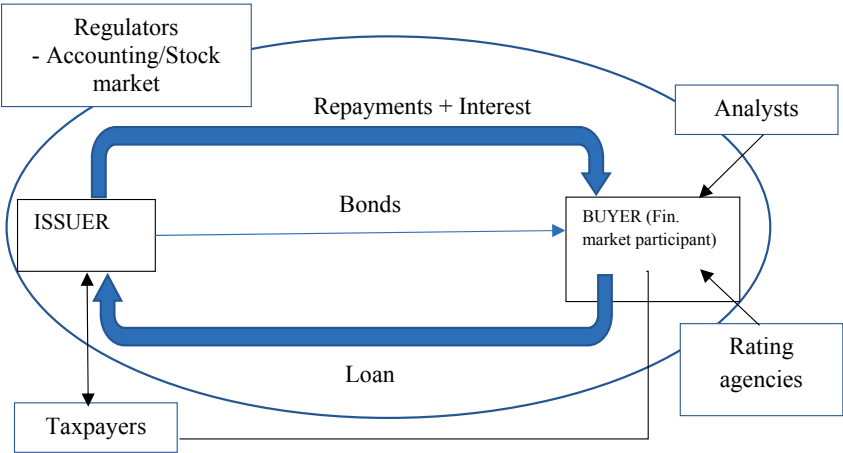 Regulators
- Accounting/Stock
market
Repayments + Interest
Analysts
Bonds
ISSUER
BUYER (Fin.
market participant)
Loan
Rating
agencies
Taxpayers